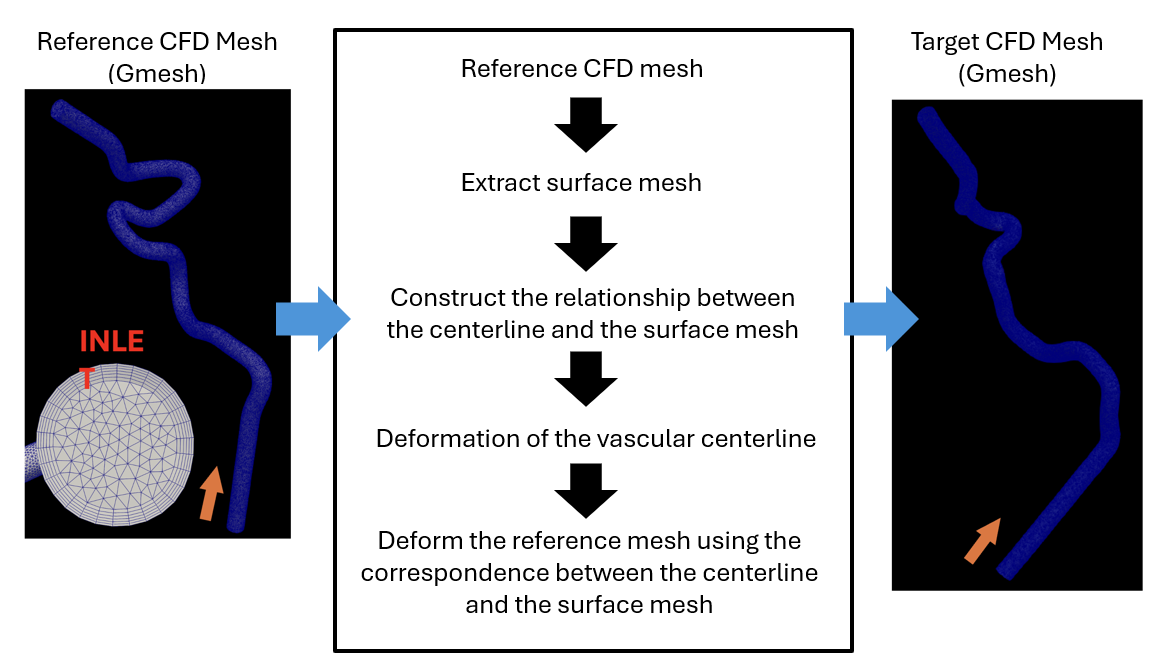 Reference CFD Mesh
(Gmesh)
INLE
T
Reference CFD mesh
Extract surface mesh
Construct the relationship between
the centerline and the surface mesh
Deformation of the vascular centerline
Deform the reference mesh using the
correspondence between the centerline
and the surface mesh
Target CFD Mesh
(Gmesh)